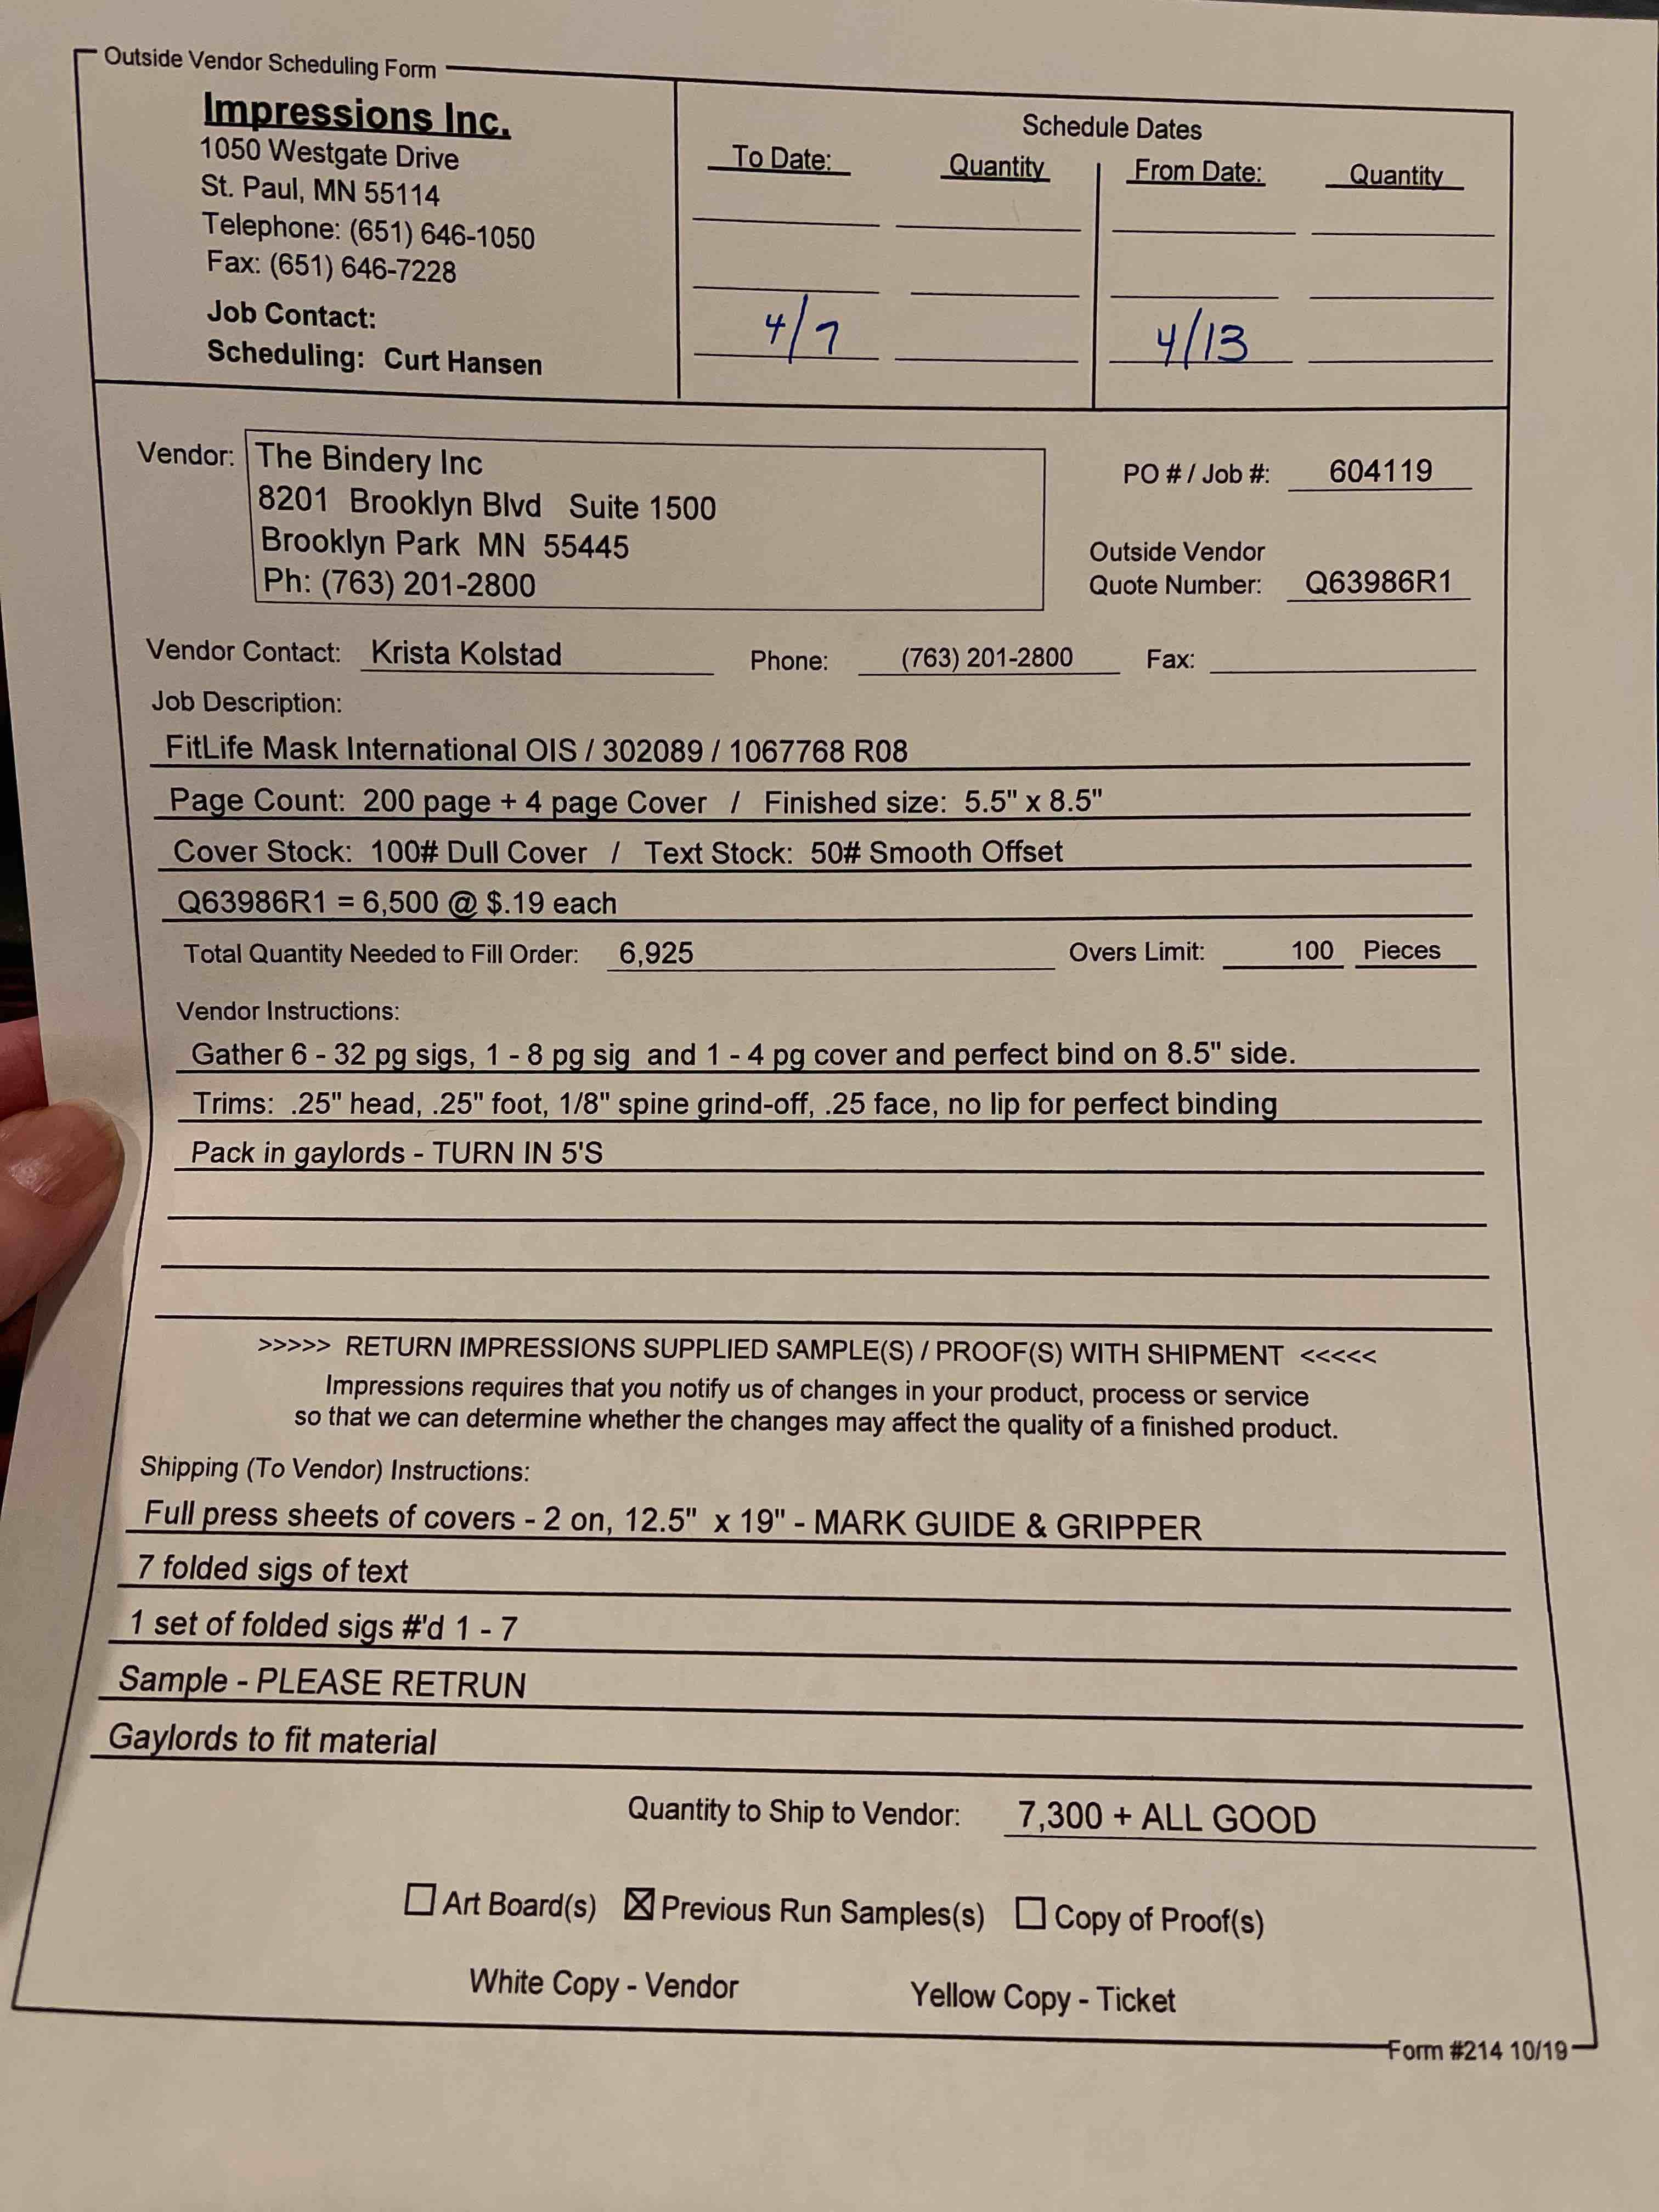 Outside Vendor Scheduling Form
Impressions Inc.
1050 Westgate Drive
St. Paul, MN 55114
Telephone: (651) 646-1050
Fax: (651) 646-7228
Job Contact:
Scheduling: Curt Hansen
Schedule Dates
To Date: Quantity From Date: Quantity
4/7 4/13
Vendor: The Bindery Inc
8201 Brooklyn Blvd Suite 1500
Brooklyn Park MN 55445
Ph: (763) 201-2800
PO # / Job #: 604119
Outside Vendor
Quote Number: Q63986R1
Vendor Contact: Krista Kolstad Phone: (763) 201-2800 Fax:
Job Description:
FitLife Mask International OIS / 302089 / 1067768 R08
Page Count: 200 page + 4 page Cover / Finished size: 5.5" x 8.5"
Cover Stock: 100# Dull Cover / Text Stock: 50# Smooth Offset
Q63986R1 = 6,500 @ $.19 each
Total Quantity Needed to Fill Order: 6,925 Overs Limit: 100 Pieces
Vendor Instructions:
Gather 6 - 32 pg sigs, 1 - 8 pg sig and 1 - 4 pg cover and perfect bind on 8.5" side.
Trims: .25" head, .25" foot, 1/8" spine grind-off, .25 face, no lip for perfect binding
Pack in gaylords - TURN IN 5'S
>>>>> RETURN IMPRESSIONS SUPPLIED SAMPLE(S) / PROOF(S) WITH SHIPMENT <<<<<
Impressions requires that you notify us of changes in your product, process or service
so that we can determine whether the changes may affect the quality of a finished product.
Shipping (To Vendor) Instructions:
Full press sheets of covers - 2 on, 12.5" x 19" - MARK GUIDE & GRIPPER
7 folded sigs of text
1 set of folded sigs #'d 1 - 7
Sample - PLEASE RETRUN
Gaylords to fit material
Quantity to Ship to Vendor: 7,300 + ALL GOOD
☐ Art Board(s) ☒ Previous Run Samples(s) ☐ Copy of Proof(s)
White Copy - Vendor Yellow Copy - Ticket
Form #214 10/19